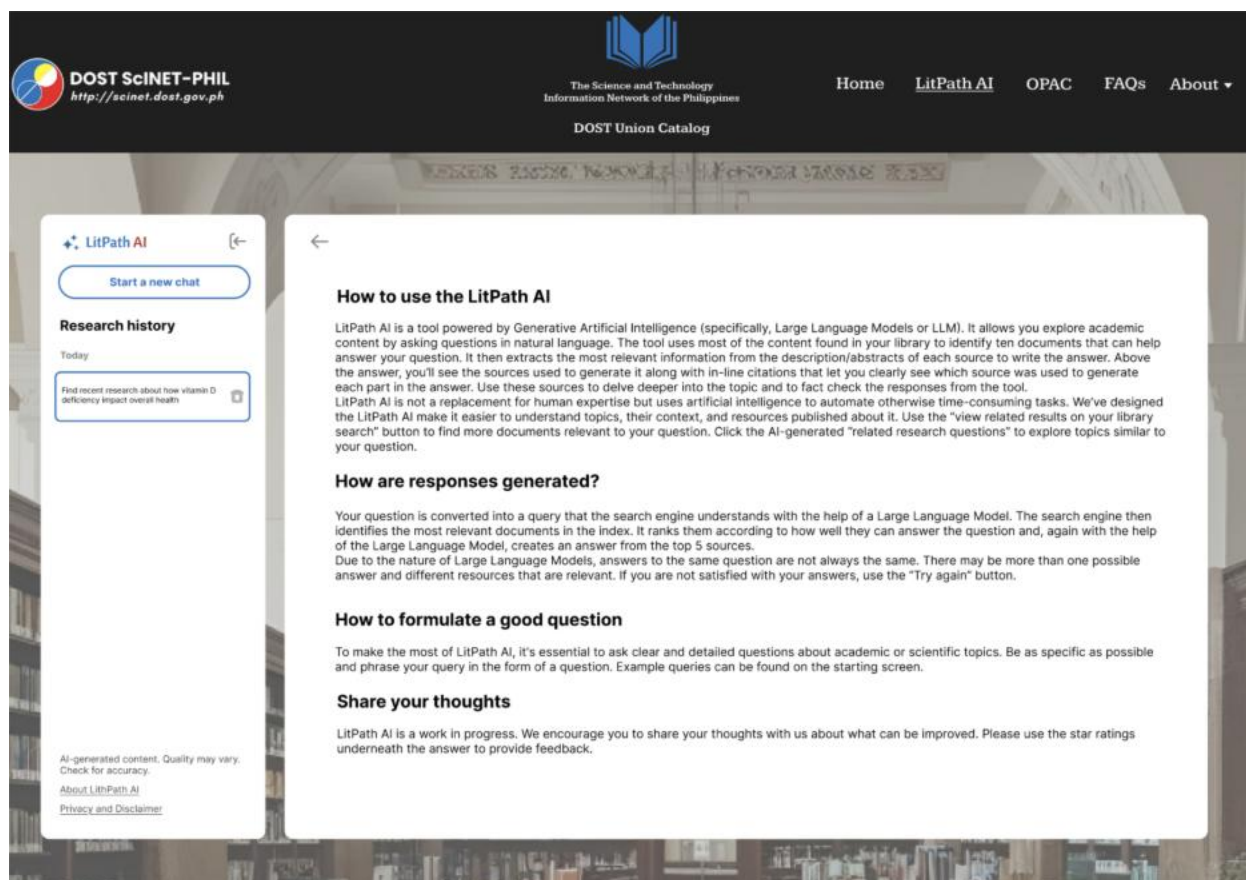 DOST ScINET-PHIL
http://scinet.dost.gov.ph
The Science and Technology
Information Network of the Philippines
DOST Union Catalog
Home LitPath AI OPAC FAQs About
LitPath AI
Start a new chat
Research history
Today
Find recent research about how vitamin D
deficiency impact overall health
AI-generated content. Quality may vary.
Check for accuracy.
About LithPath AI
Privacy and Disclaimer
How to use the LitPath AI
LitPath AI is a tool powered by Generative Artificial Intelligence (specifically, Large Language Models or LLM). It allows you explore academic
content by asking questions in natural language. The tool uses most of the content found in your library to identify ten documents that can help
answer your question. It then extracts the most relevant information from the description/abstracts of each source to write the answer. Above
the answer, you'll see the sources used to generate it along with in-line citations that let you clearly see which source was used to generate
each part in the answer. Use these sources to delve deeper into the topic and to fact check the responses from the tool.
LitPath AI is not a replacement for human expertise but uses artificial intelligence to automate otherwise time-consuming tasks. We've designed
the LitPath AI make it easier to understand topics, their context, and resources published about it. Use the "view related results on your library
search" button to find more documents relevant to your question. Click the AI-generated "related research questions" to explore topics similar to
your question.
How are responses generated?
Your question is converted into a query that the search engine understands with the help of a Large Language Model. The search engine then
identifies the most relevant documents in the index. It ranks them according to how well they can answer the question and, again with the help
of the Large Language Model, creates an answer from the top 5 sources.
Due to the nature of Large Language Models, answers to the same question are not always the same. There may be more than one possible
answer and different resources that are relevant. If you are not satisfied with your answers, use the "Try again" button.
How to formulate a good question
To make the most of LitPath AI, it's essential to ask clear and detailed questions about academic or scientific topics. Be as specific as possible
and phrase your query in the form of a question. Example queries can be found on the starting screen.
Share your thoughts
LitPath AI is a work in progress. We encourage you to share your thoughts with us about what can be improved. Please use the star ratings
underneath the answer to provide feedback.